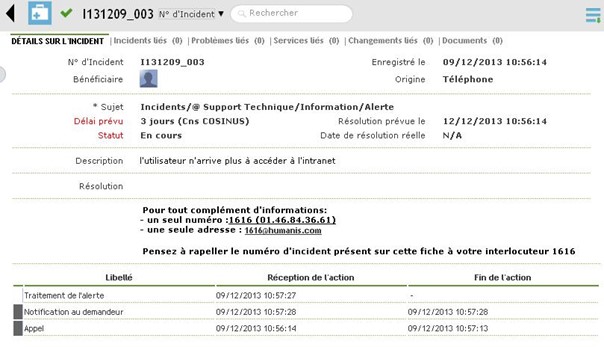 I131209_003 N° d'Incident Rechercher
DÉTAILS SUR L'INCIDENT | Incidents liés (0) | Problèmes liés (0) | Services liés (0) | Changements liés (0) | Documents (0)
N° d'Incident I131209_003 Enregistré le 09/12/2013 10:56:14
Bénéficiaire Origine Téléphone
* Sujet Incidents/@ Support Technique/Information/Alerte
Délai prévu 3 jours (Cns COSINUS) Résolution prévue le 12/12/2013 10:56:14
Statut En cours Date de résolution réelle N/A
Description l'utilisateur n'arrive plus à accéder à l'intranet
Résolution
Pour tout complément d'informations:
- un seul numéro :1616 (01.46.84.36.61)
- une seule adresse : 1616@humanis.com
Pensez à rappeller le numéro d'incident présent sur cette fiche à votre interlocuteur 1616
Libellé Réception de l'action Fin de l'action
Traitement de l'alerte 09/12/2013 10:57:27 -
Notification au demandeur 09/12/2013 10:57:28 09/12/2013 10:57:28
Appel 09/12/2013 10:56:14 09/12/2013 10:57:13